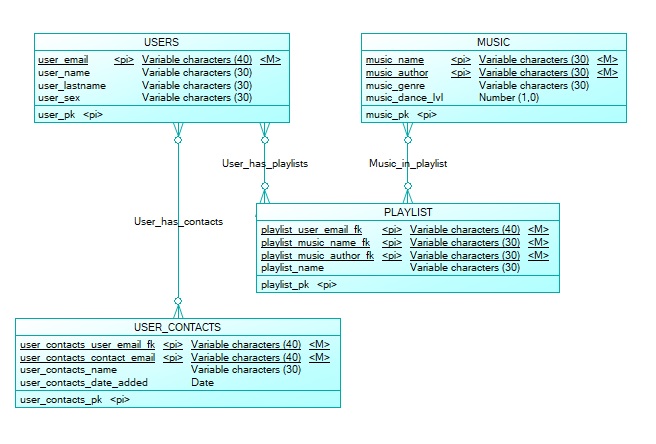 USERS
user_email <pi> Variable characters (40) <M>
user_name Variable characters (30)
user_lastname Variable characters (30)
user_sex Variable characters (30)
user_pk <pi>
MUSIC
music_name <pi> Variable characters (30) <M>
music_author <pi> Variable characters (30) <M>
music_genre Variable characters (30)
music_dance_lvl Number (1,0)
music_pk <pi>
User_has_playlists
Music_in_playlist
User_has_contacts
PLAYLIST
playlist_user_email_fk <pi> Variable characters (40) <M>
playlist_music_name_fk <pi> Variable characters (30) <M>
playlist_music_author_fk <pi> Variable characters (30) <M>
playlist_name Variable characters (30)
playlist_pk <pi>
USER_CONTACTS
user_contacts_user_email_fk <pi> Variable characters (40) <M>
user_contacts_contact_email <pi> Variable characters (40) <M>
user_contacts_name Variable characters (30)
user_contacts_date_added Date
user_contacts_pk <pi>